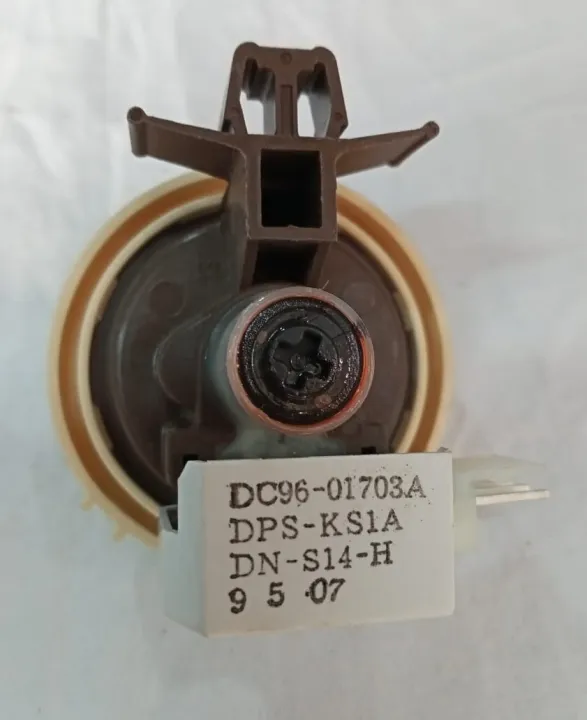 DC96-01703A
DPS-KS1A
DN-S14-H
9 5 07